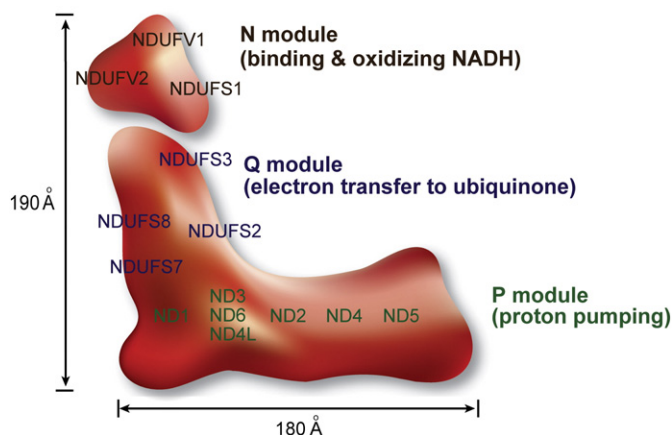 NDUFV1
N module
(binding & oxidizing NADH)
NDUFV2
NDUFS1
NDUFS3
Q module
(electron transfer to ubiquinone)
190 Å
NDUFS8
NDUFS2
NDUFS7
ND3
ND1
ND6
ND2
ND4
ND5
ND4L
P module
(proton pumping)
180 Å